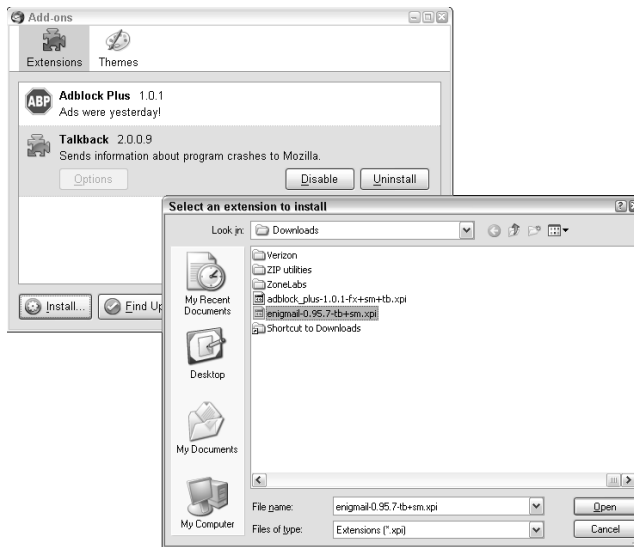 Add-ons
Extensions Themes
ABP
Adblock Plus 1.0.1
Ads were yesterday!
Talkback 2.0.0.9
Sends information about program crashes to Mozilla.
Options Disable Uninstall
Install... Find Up
Select an extension to install
Look in: Downloads
My Recent Documents
Desktop
My Documents
My Computer
Verizon
ZIP utilities
ZoneLabs
adblock_plus-1.0.1-fx+sm+tb.xpi
enigmail-0.95.7-tb+sm.xpi
Shortcut to Downloads
File name: enigmail-0.95.7-tb+sm.xpi Open
Files of type: Extensions (*.xpi) Cancel